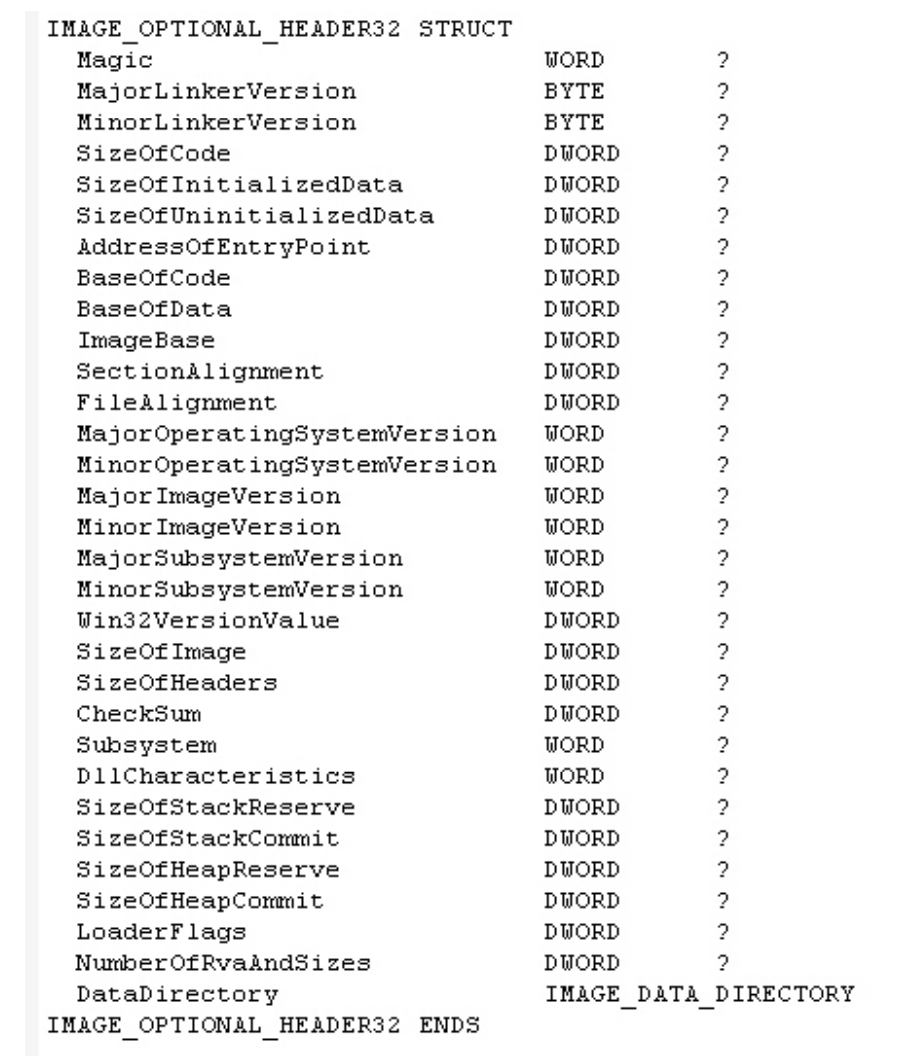 IMAGE_OPTIONAL_HEADER32 STRUCT
Magic WORD ?
MajorLinkerVersion BYTE ?
MinorLinkerVersion BYTE ?
SizeOfCode DWORD ?
SizeOfInitializedData DWORD ?
SizeOfUninitializedData DWORD ?
AddressOfEntryPoint DWORD ?
BaseOfCode DWORD ?
BaseOfData DWORD ?
ImageBase DWORD ?
SectionAlignment DWORD ?
FileAlignment DWORD ?
MajorOperatingSystemVersion WORD ?
MinorOperatingSystemVersion WORD ?
MajorImageVersion WORD ?
MinorImageVersion WORD ?
MajorSubsystemVersion WORD ?
MinorSubsystemVersion WORD ?
Win32VersionValue DWORD ?
SizeOfImage DWORD ?
SizeOfHeaders DWORD ?
CheckSum DWORD ?
Subsystem WORD ?
DllCharacteristics WORD ?
SizeOfStackReserve DWORD ?
SizeOfStackCommit DWORD ?
SizeOfHeapReserve DWORD ?
SizeOfHeapCommit DWORD ?
LoaderFlags DWORD ?
NumberOfRvaAndSizes DWORD ?
DataDirectory IMAGE_DATA_DIRECTORY
IMAGE_OPTIONAL_HEADER32 ENDS